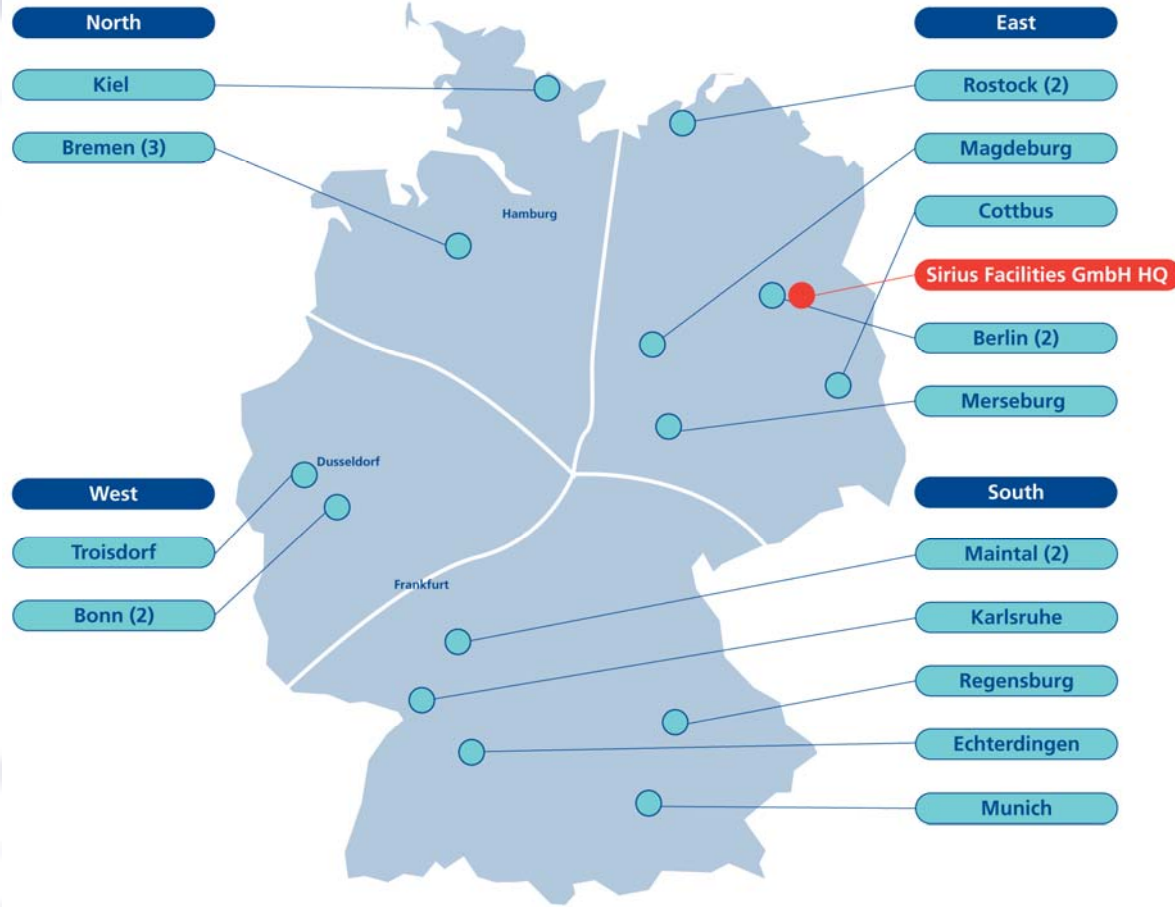 North
Kiel
Bremen (3)
Hamburg
East
Rostock (2)
Magdeburg
Cottbus
Sirius Facilities GmbH HQ
Berlin (2)
Merseburg
West
Troisdorf
Bonn (2)
Dusseldorf
Frankfurt
South
Maintal (2)
Karlsruhe
Regensburg
Echterdingen
Munich